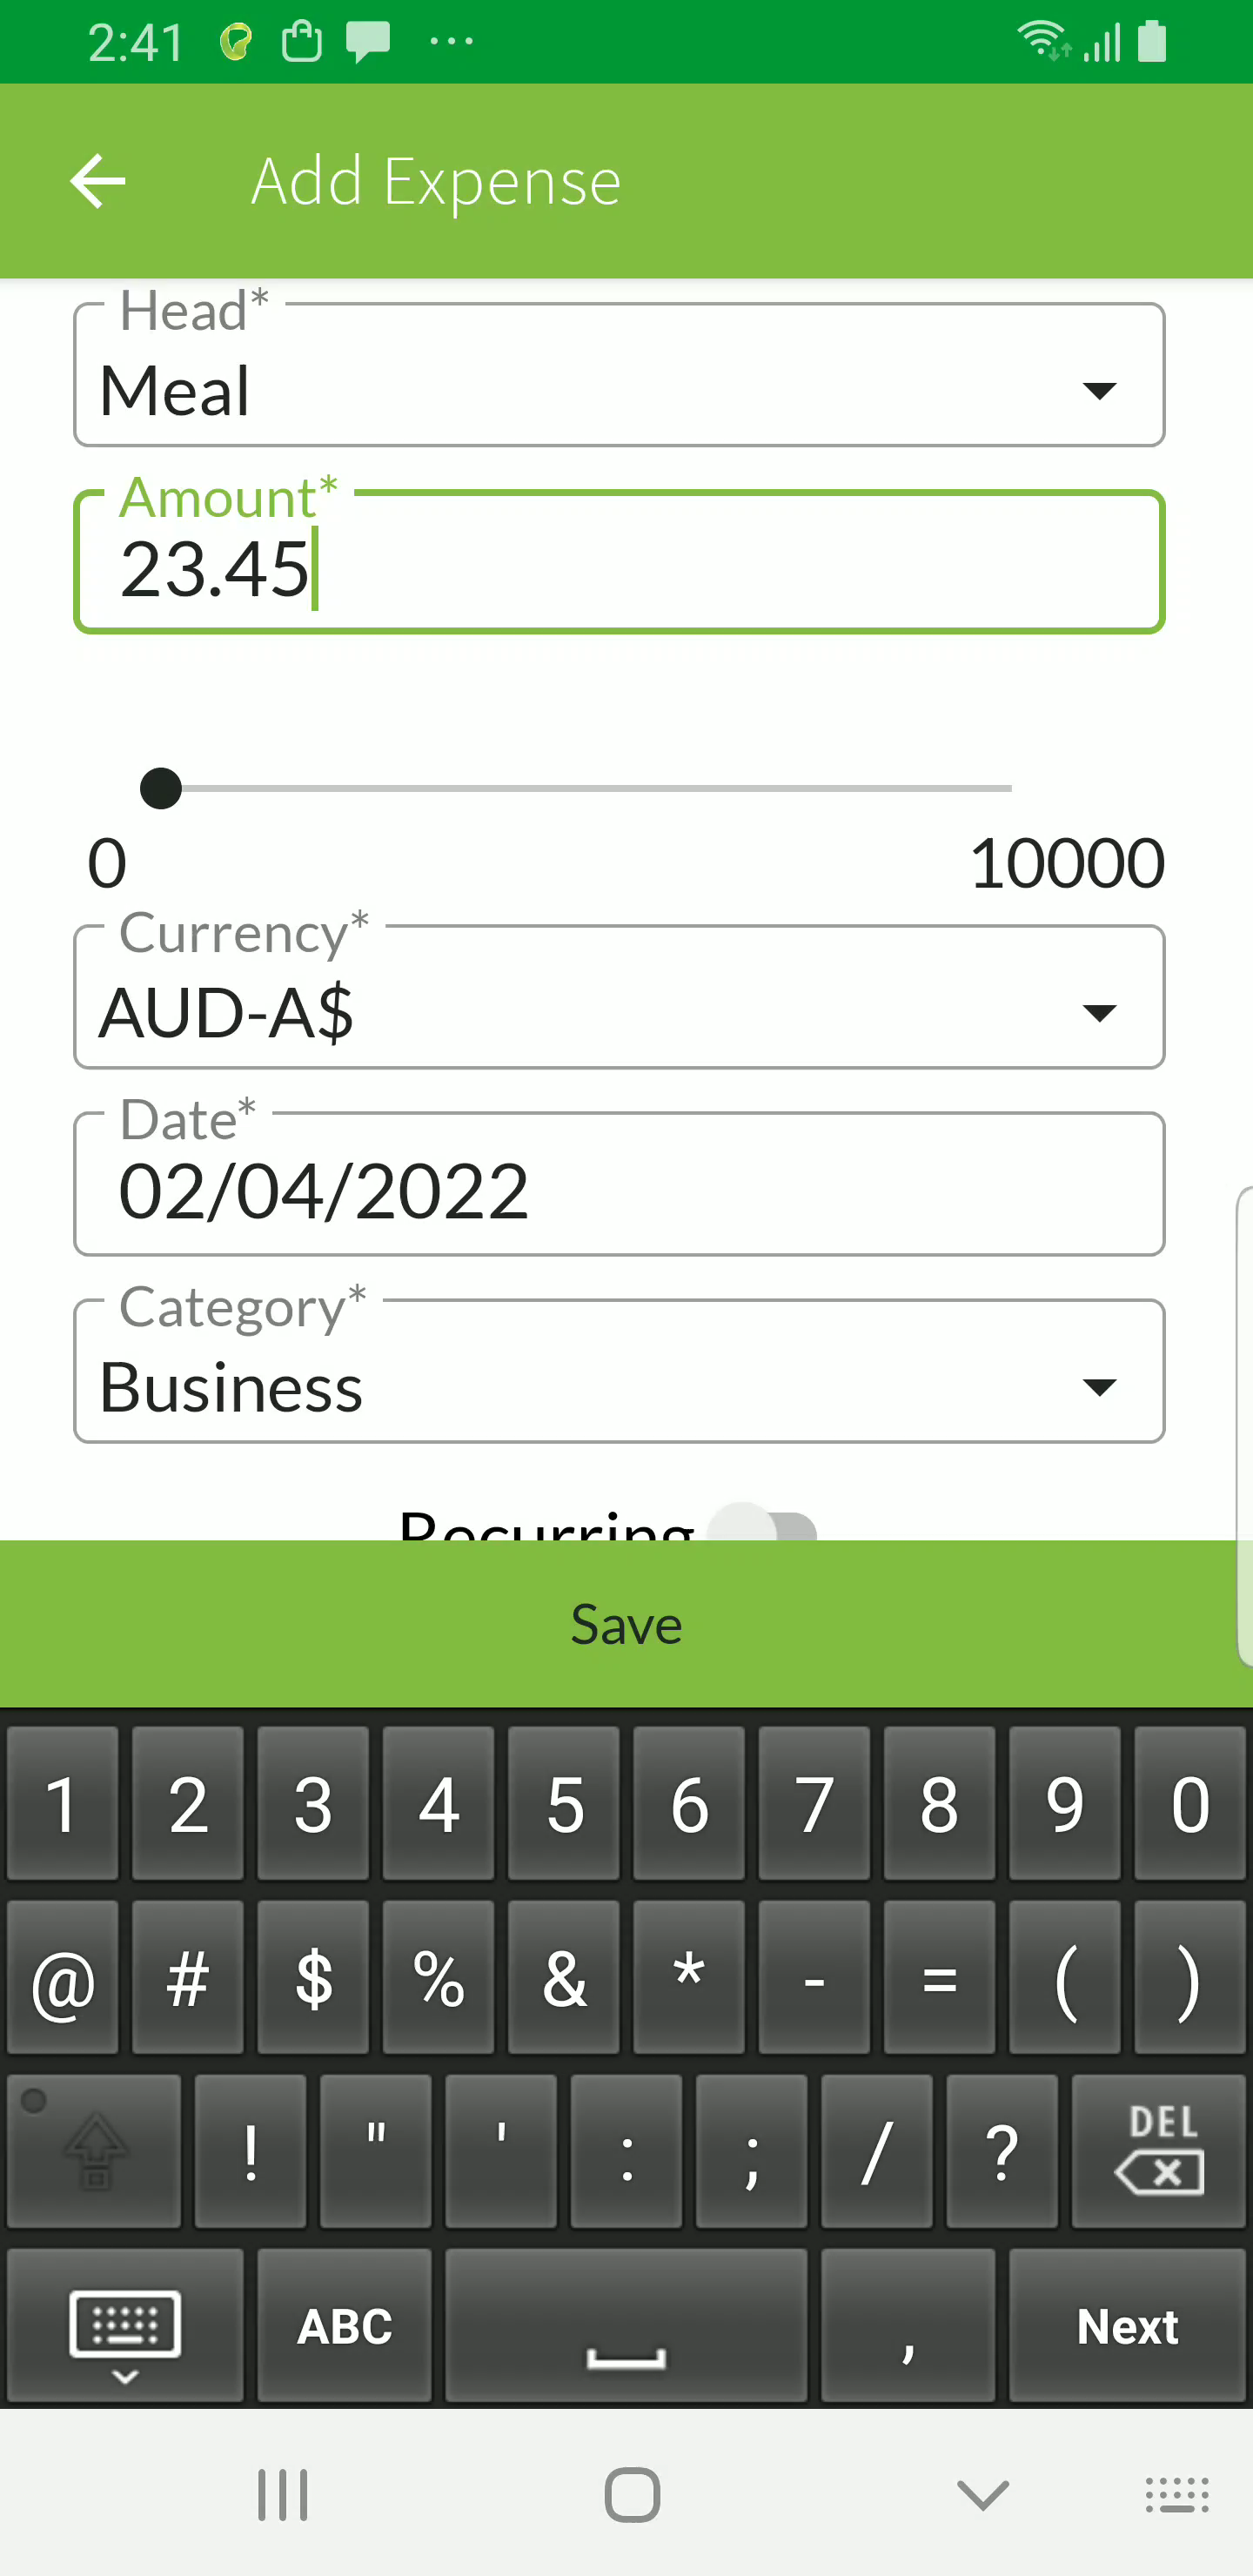 2:41
Add Expense
Head*
Meal
Amount*
23.45
0 10000
Currency*
AUD-A$
Date*
02/04/2022
Category*
Business
Recurring
Save
1 2 3 4 5 6 7 8 9 0
@ # $ % & * - = ( )
! " ' : ; / ? DEL
ABC , Next